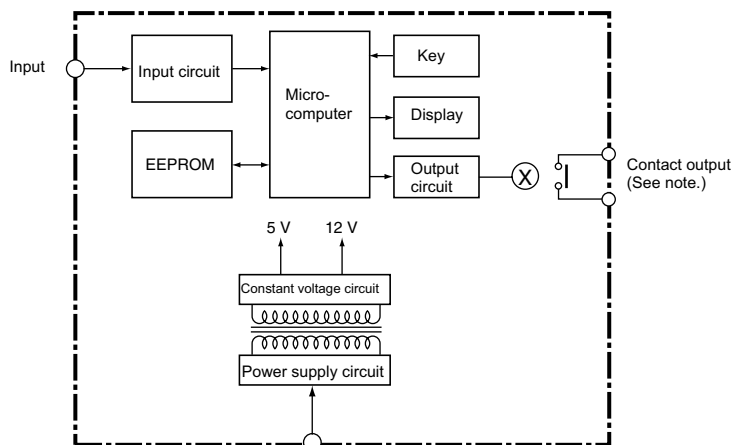 Input
Input circuit
Micro-
computer
Key
Display
EEPROM
Output
circuit
X
Contact output
(See note.)
5 V
12 V
Constant voltage circuit
Power supply circuit